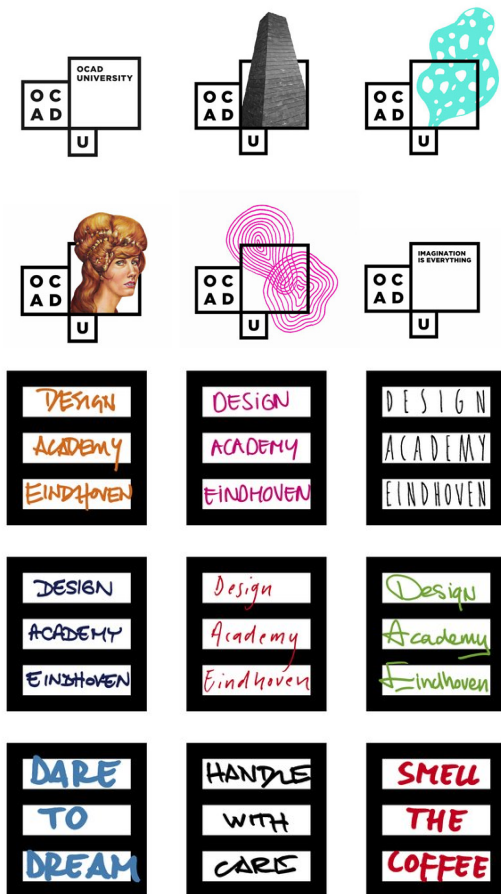 OCAD
UNIVERSITY
OC
AD
U
OC
AD
U
OC
AD
U
OC
AD
U
OC
AD
U
IMAGINATION
IS EVERYTHING
OC
AD
U
DESIGN
ACADEMY
EINDHOVEN
DESIGN
ACADEMY
EINDHOVEN
DESIGN
ACADEMY
EINDHOVEN
DESIGN
ACADEMY
EINDHOVEN
Design
Academy
Eindhoven
Design
Academy
Eindhoven
DARE
TO
DREAM
HANDLE
WITH
CARE
SMELL
THE
COFFEE